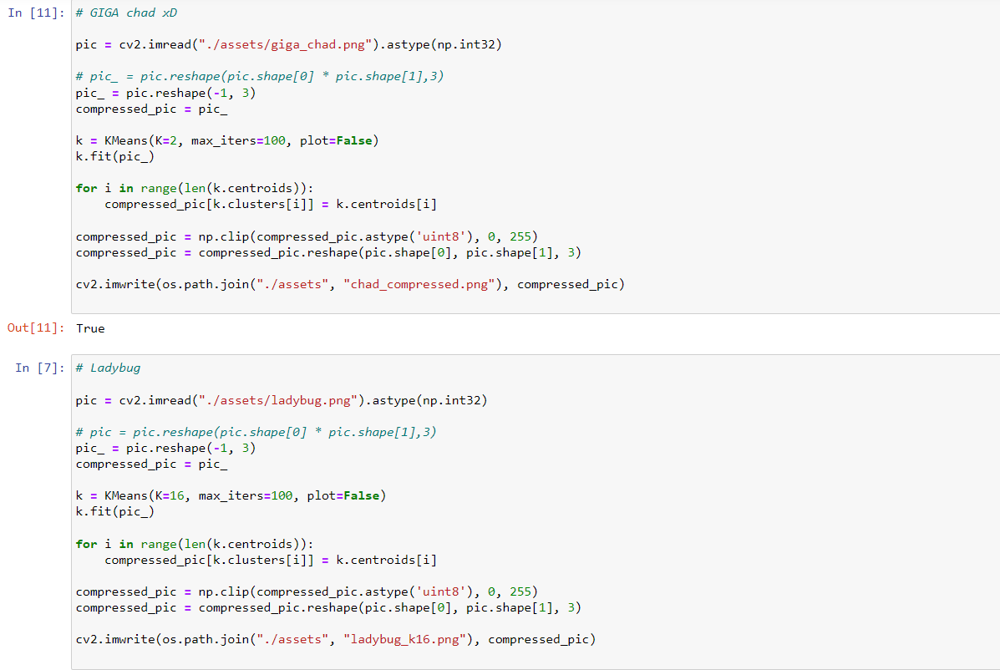 In [11]: # GIGA chad xD
pic = cv2.imread("./assets/giga_chad.png").astype(np.int32)
# pic_ = pic.reshape(pic.shape[0] * pic.shape[1],3)
pic_ = pic.reshape(-1, 3)
compressed_pic = pic_
k = KMeans(K=2, max_iters=100, plot=False)
k.fit(pic_)
for i in range(len(k.centroids)):
    compressed_pic[k.clusters[i]] = k.centroids[i]
compressed_pic = np.clip(compressed_pic.astype('uint8'), 0, 255)
compressed_pic = compressed_pic.reshape(pic.shape[0], pic.shape[1], 3)
cv2.imwrite(os.path.join("./assets", "chad_compressed.png"), compressed_pic)
Out[11]: True
In [7]: # Ladybug
pic = cv2.imread("./assets/ladybug.png").astype(np.int32)
# pic = pic.reshape(pic.shape[0] * pic.shape[1],3)
pic_ = pic.reshape(-1, 3)
compressed_pic = pic_
k = KMeans(K=16, max_iters=100, plot=False)
k.fit(pic_)
for i in range(len(k.centroids)):
    compressed_pic[k.clusters[i]] = k.centroids[i]
compressed_pic = np.clip(compressed_pic.astype('uint8'), 0, 255)
compressed_pic = compressed_pic.reshape(pic.shape[0], pic.shape[1], 3)
cv2.imwrite(os.path.join("./assets", "ladybug_k16.png"), compressed_pic)